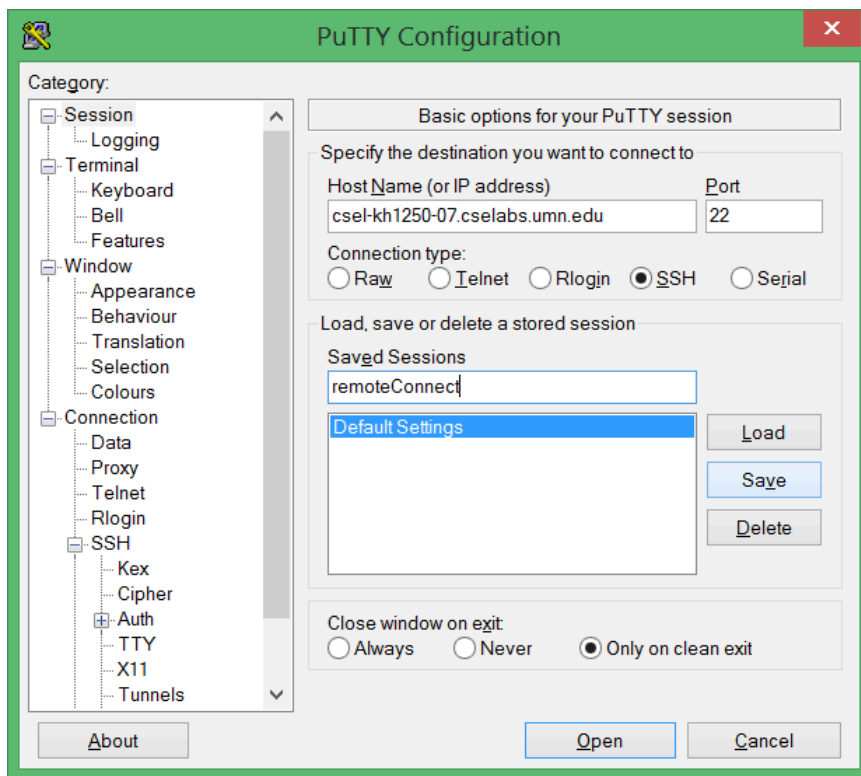 PuTTY Configuration
x
Category:
Session
Logging
Terminal
Keyboard
Bell
Features
Window
Appearance
Behaviour
Translation
Selection
Colours
Connection
Data
Proxy
Telnet
Rlogin
SSH
Kex
Cipher
Auth
TTY
X11
Tunnels
Basic options for your PuTTY session
Specify the destination you want to connect to
Host Name (or IP address) Port
csel-kh1250-07.cselabs.umn.edu 22
Connection type:
Raw Telnet Rlogin SSH Serial
Load, save or delete a stored session
Saved Sessions
remoteConnect
Default Settings
Load
Save
Delete
Close window on exit:
Always Never Only on clean exit
About Open Cancel